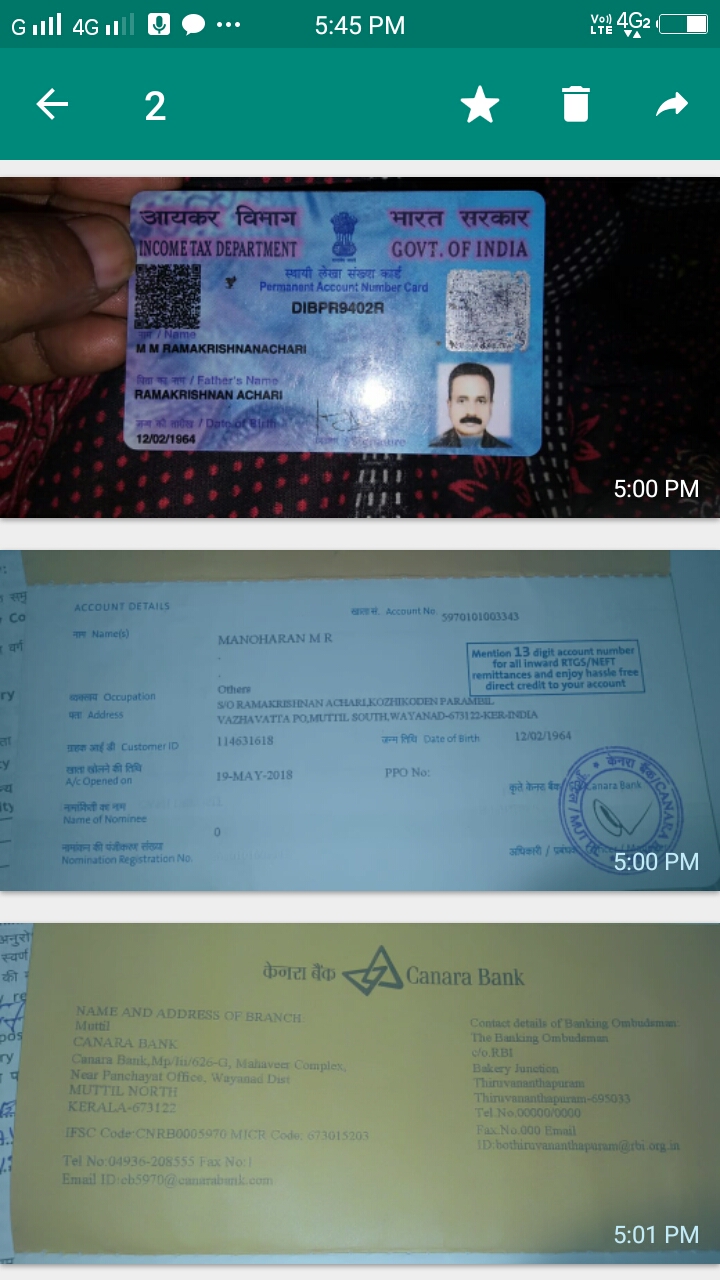 G 4G 5:45 PM Vo)) LTE 4G2
2
आयकर विभाग भारत सरकार
INCOME TAX DEPARTMENT GOVT. OF INDIA
स्थायी लेखा संख्या कार्ड
Permanent Account Number Card
DIBPR9402R
नाम / Name
M M RAMAKRISHNANACHARI
पिता का नाम / Father's Name
RAMAKRISHNAN ACHARI
जन्म की तारीख / Date of Birth
12/02/1964
Signature
5:00 PM
ACCOUNT DETAILS
खाता सं. Account No. 5970101003343
नाम Name(s) MANOHARAN M R
Mention 13 digit account number
for all inward RTGS/NEFT
remittances and enjoy hassle free
direct credit to your account
व्यवसाय Occupation Others
पता Address S/O RAMAKRISHNAN ACHARI,KOZHIKODEN PARAMBIL
VAZHAVATTA PO,MUTTIL SOUTH,WAYANAD-673122-KER-INDIA
ग्राहक आई डी Customer ID 114631618 जन्म तिथि Date of Birth 12/02/1964
खाता खोलने की तिथि
A/c Opened on 19-MAY-2018 PPO No:
कृते केनरा बैंक Canara Bank
नामांकिती का नाम
Name of Nominee
0
नामांकन की पंजीकरण संख्या
Nomination Registration No.
अधिकारी / प्रबंधक
केनरा बैंक/CANARA
5:00 PM
केनरा बैंक Canara Bank
NAME AND ADDRESS OF BRANCH:
Muttil
CANARA BANK
Canara Bank,Mp/Iii/626-G, Mahaveer Complex,
Near Panchayat Office, Wayanad Dist
MUTTIL NORTH
KERALA-673122
IFSC Code:CNRB0005970 MICR Code: 673015203
Tel No:04936-208555 Fax No:
Email ID:cb5970@canarabank.com
Contact details of Banking Ombudsman:
The Banking Ombudsman
c/o.RBI
Bakery Junction
Thiruvananthapuram
Thiruvananthapuram-695033
Tel.No.00000/0000
Fax.No.000 Email
ID:bothiruvananthapuram@rbi.org.in
5:01 PM